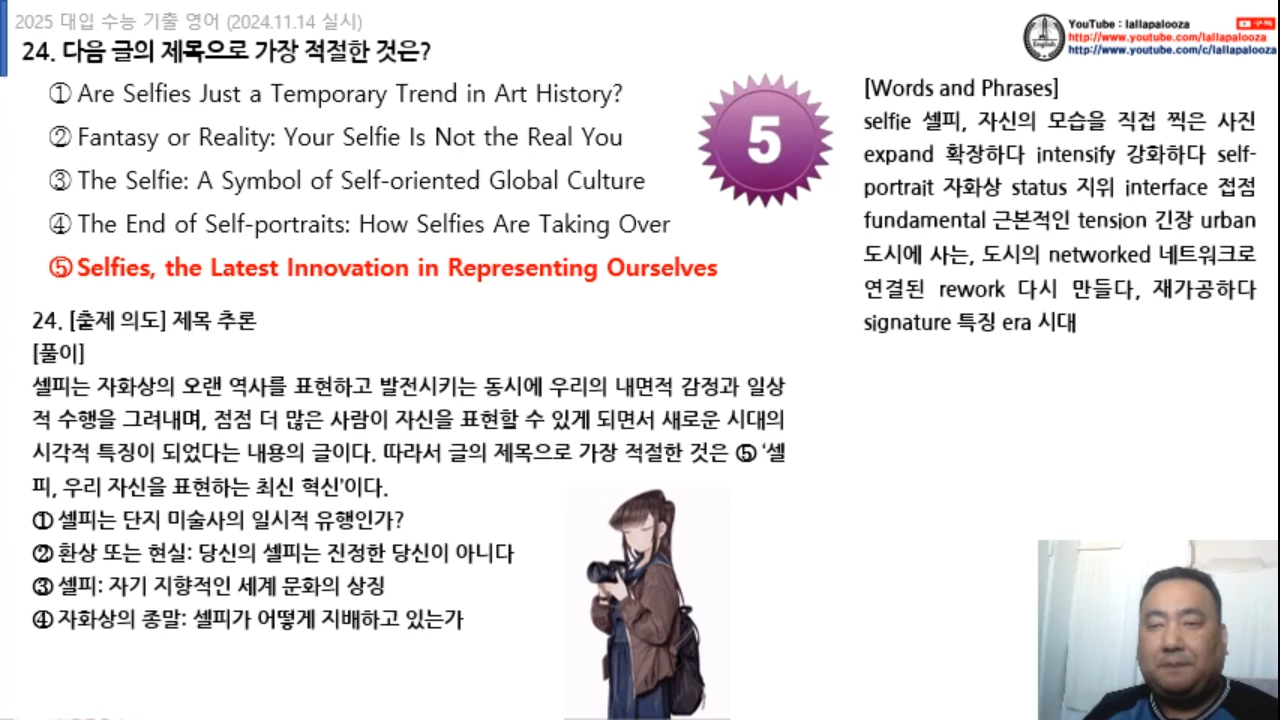 2025 대입 수능 기출 영어 (2024.11.14 실시)
24. 다음 글의 제목으로 가장 적절한 것은?
① Are Selfies Just a Temporary Trend in Art History?
② Fantasy or Reality: Your Selfie Is Not the Real You
③ The Selfie: A Symbol of Self-oriented Global Culture
④ The End of Self-portraits: How Selfies Are Taking Over
⑤ Selfies, the Latest Innovation in Representing Ourselves
5
24. [출제 의도] 제목 추론
[풀이]
셀피는 자화상의 오랜 역사를 표현하고 발전시키는 동시에 우리의 내면적 감정과 일상
적 수행을 그려내며, 점점 더 많은 사람이 자신을 표현할 수 있게 되면서 새로운 시대의
시각적 특징이 되었다는 내용의 글이다. 따라서 글의 제목으로 가장 적절한 것은 ⑤ ‘셀
피, 우리 자신을 표현하는 최신 혁신’이다.
① 셀피는 단지 미술사의 일시적 유행인가?
② 환상 또는 현실: 당신의 셀피는 진정한 당신이 아니다
③ 셀피: 자기 지향적인 세계 문화의 상징
④ 자화상의 종말: 셀피가 어떻게 지배하고 있는가
English
YouTube : lallapalooza
구독
http://www.youtube.com/lallapalooza
http://www.youtube.com/c/lallapalooza
[Words and Phrases]
selfie 셀피, 자신의 모습을 직접 찍은 사진
expand 확장하다 intensify 강화하다 self-
portrait 자화상 status 지위 interface 접점
fundamental 근본적인 tension 긴장 urban
도시에 사는, 도시의 networked 네트워크로
연결된 rework 다시 만들다, 재가공하다
signature 특징 era 시대